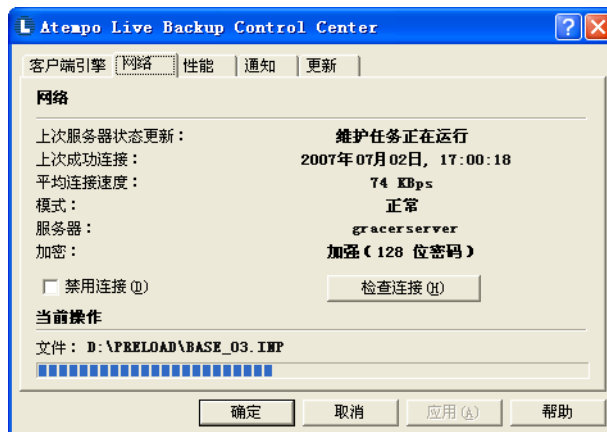 Atempo Live Backup Control Center
客户端引擎 网络 性能 通知 更新
网络
上次服务器状态更新： 维护任务正在运行
上次成功连接： 2007年07月02日，17:00:18
平均连接速度： 74 KBps
模式： 正常
服务器： gracerserver
加密： 加强(128 位密码)
禁用连接(D) 检查连接(H)
当前操作
文件： D:\PRELOAD\BASE_03.IMP
确定 取消 应用(A) 帮助